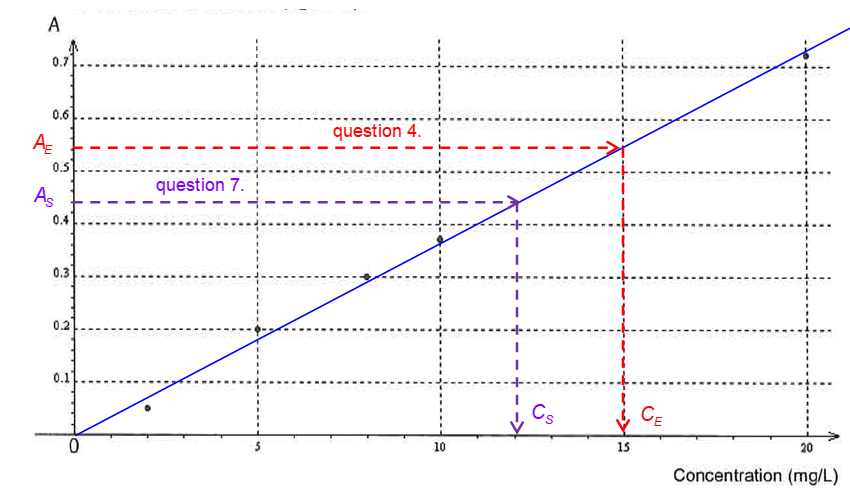 A
0.7
0.6
question 4.
A_E
0.5
question 7.
A_S
0.4
0.3
0.2
0.1
C_S
C_E
0 5 10 15 20
Concentration (mg/L)